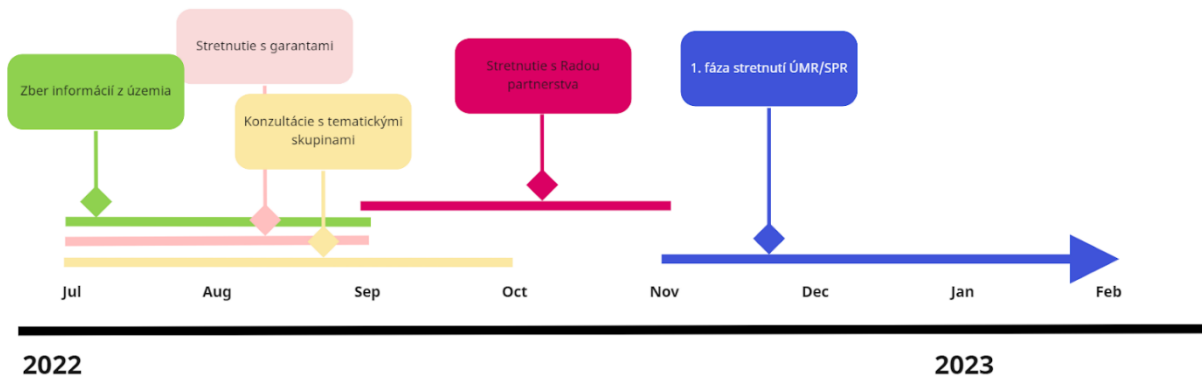 Stretnutie s garantami
Zber informácií z územia
Konzultácie s tematickými
skupinami
Stretnutie s Radou
partnerstva
1. fáza stretnutí ÚMR/SPR
Jul Aug Sep Oct Nov Dec Jan Feb
2022 2023